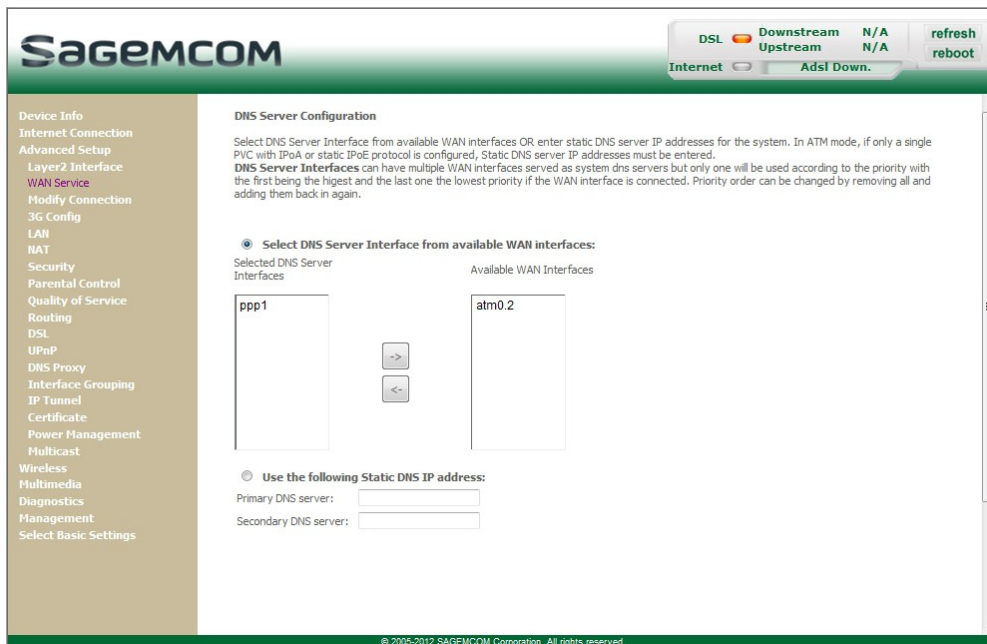 SAGEMCOM
DSL Downstream N/A
Upstream N/A
Internet Adsl Down.
refresh
reboot
Device Info
Internet Connection
Advanced Setup
Layer2 Interface
WAN Service
Modify Connection
3G Config
LAN
NAT
Security
Parental Control
Quality of Service
Routing
DSL
UPnP
DNS Proxy
Interface Grouping
IP Tunnel
Certificate
Power Management
Multicast
Wireless
Multimedia
Diagnostics
Management
Select Basic Settings
DNS Server Configuration
Select DNS Server Interface from available WAN interfaces OR enter static DNS server IP addresses for the system. In ATM mode, if only a single
PVC with IPoA or static IPoE protocol is configured, Static DNS server IP addresses must be entered.
DNS Server Interfaces can have multiple WAN interfaces served as system dns servers but only one will be used according to the priority with
the first being the higest and the last one the lowest priority if the WAN interface is connected. Priority order can be changed by removing all and
adding them back in again.
Select DNS Server Interface from available WAN interfaces:
Selected DNS Server
Interfaces
Available WAN Interfaces
ppp1
atm0.2
->
<-
Use the following Static DNS IP address:
Primary DNS server:
Secondary DNS server:
© 2005-2012 SAGEMCOM Corporation. All rights reserved.